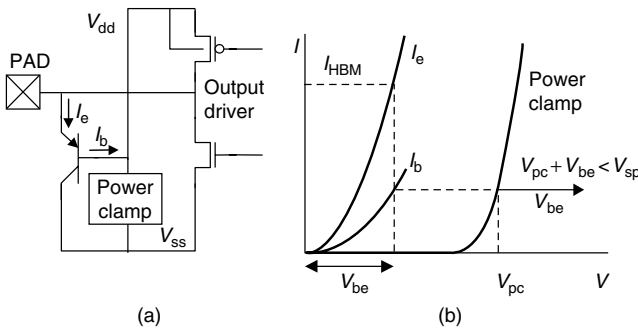 V_dd
PAD
Output
driver
I_e
I_b
Power
clamp
V_ss
(a)
I
I_HBM
I_e
Power
clamp
I_b
V_pc + V_be < V_sp
V_be
V_be
V_pc
V
(b)